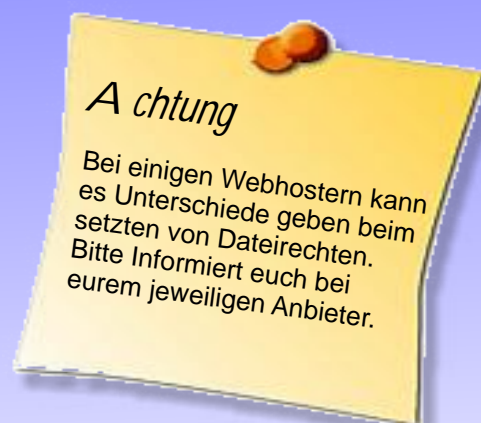 A chtung
Bei einigen Webhostern kann
es Unterschiede geben beim
setzten von Dateirechten.
Bitte Informiert euch bei
eurem jeweiligen Anbieter.